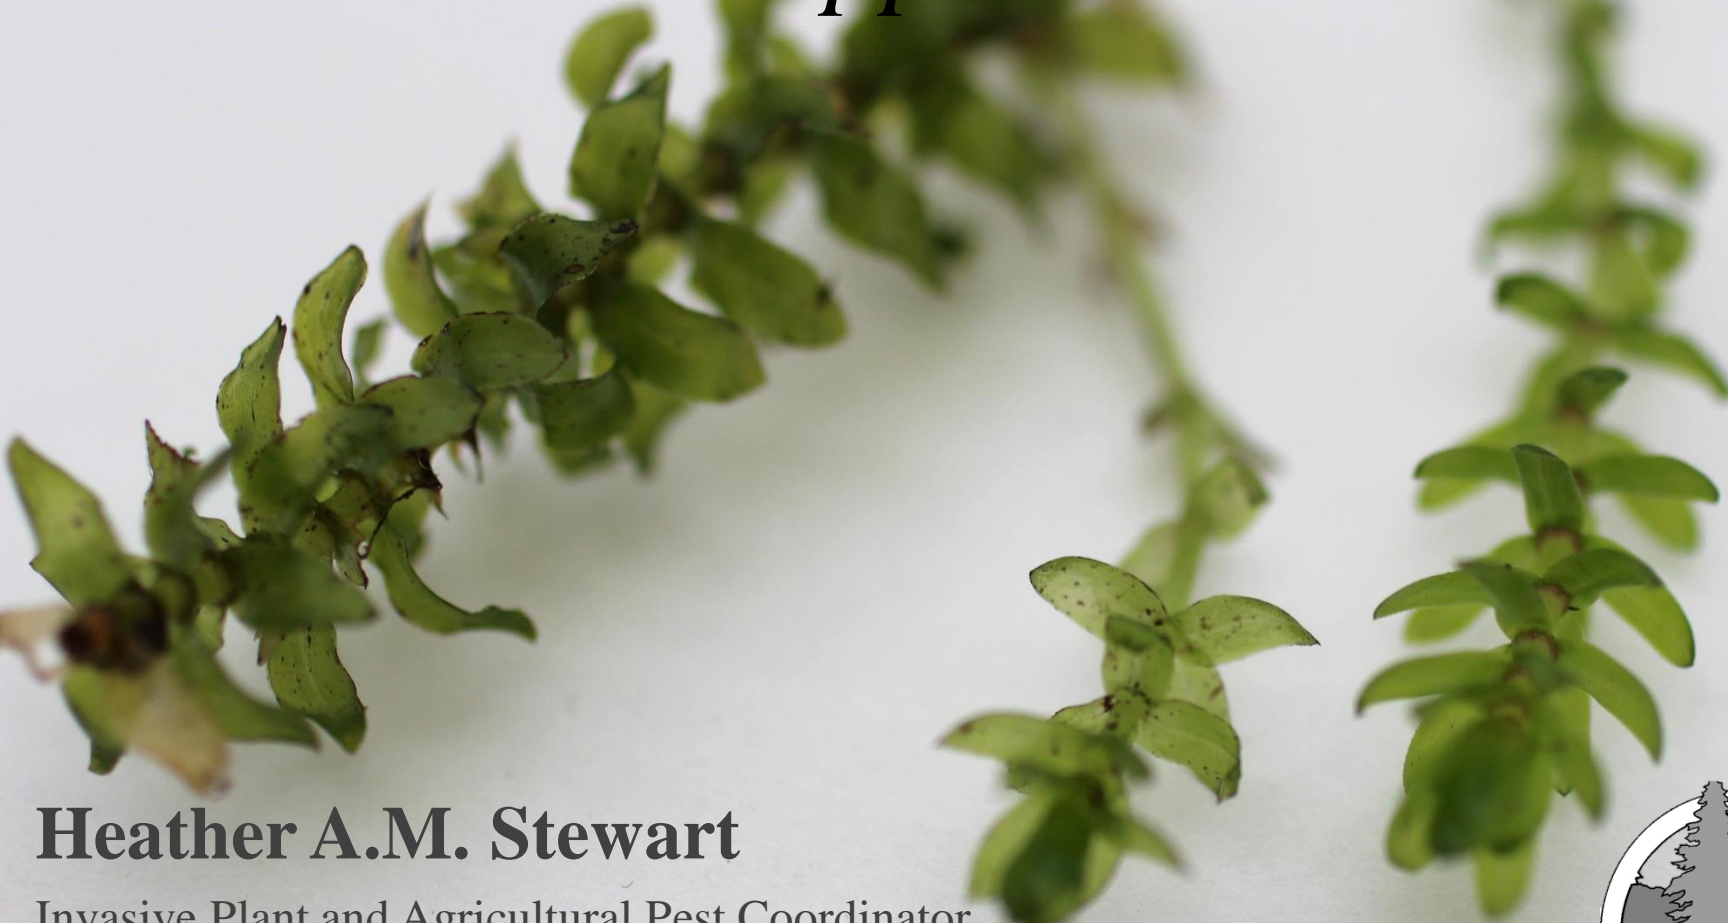 Heather A.M. Stewart
Invasive Plant and Agricultural Pest Coordinator